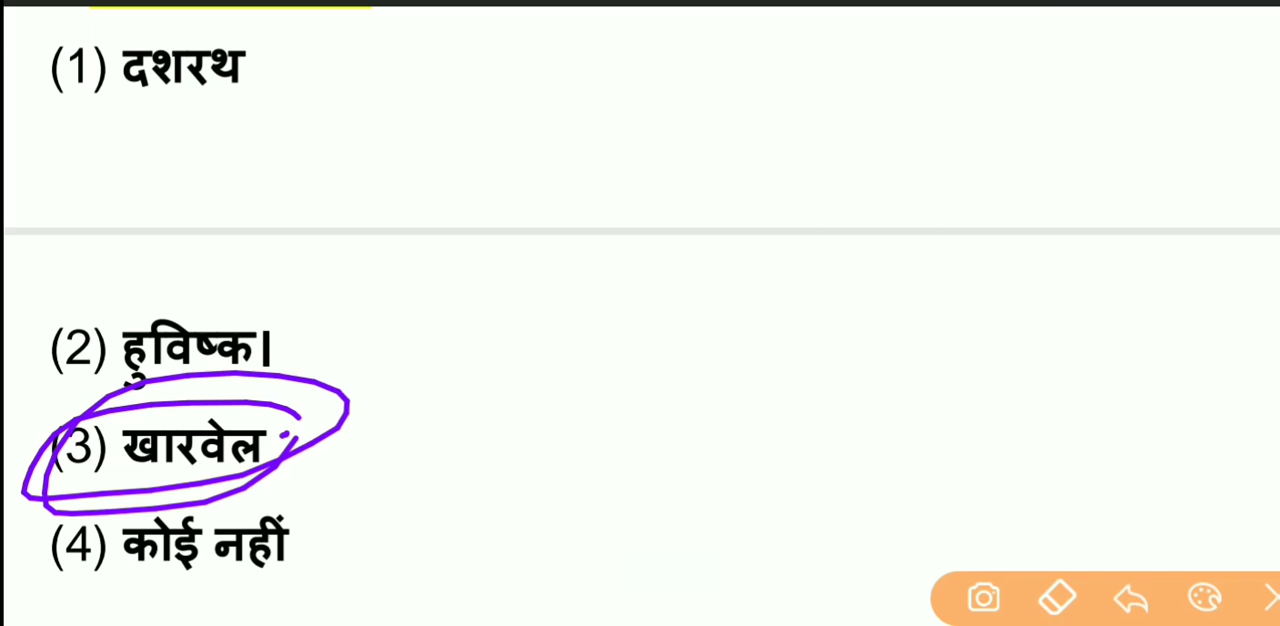 (1) दशरथ
(2) हुविष्क।
(3) खारवेल
(4) कोई नहीं